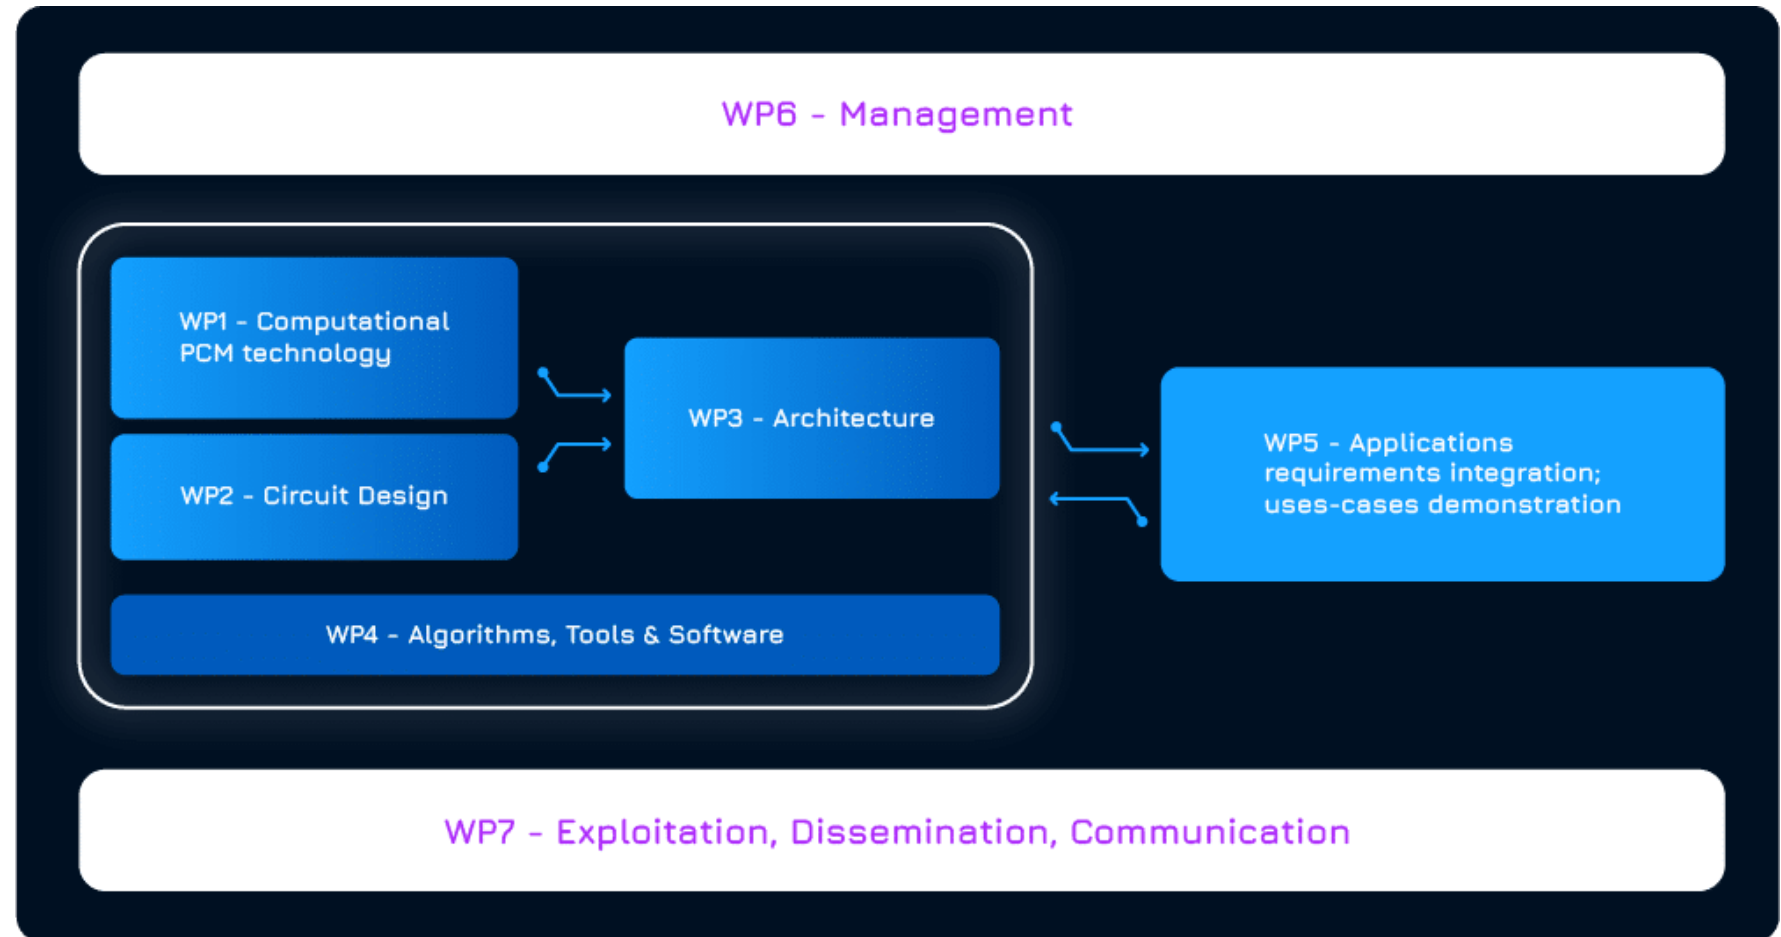 WP6 - Management
WP1 - Computational
PCM technology
WP2 - Circuit Design
WP3 - Architecture
WP4 - Algorithms, Tools & Software
WP5 - Applications
requirements integration;
uses-cases demonstration
WP7 - Exploitation, Dissemination, Communication